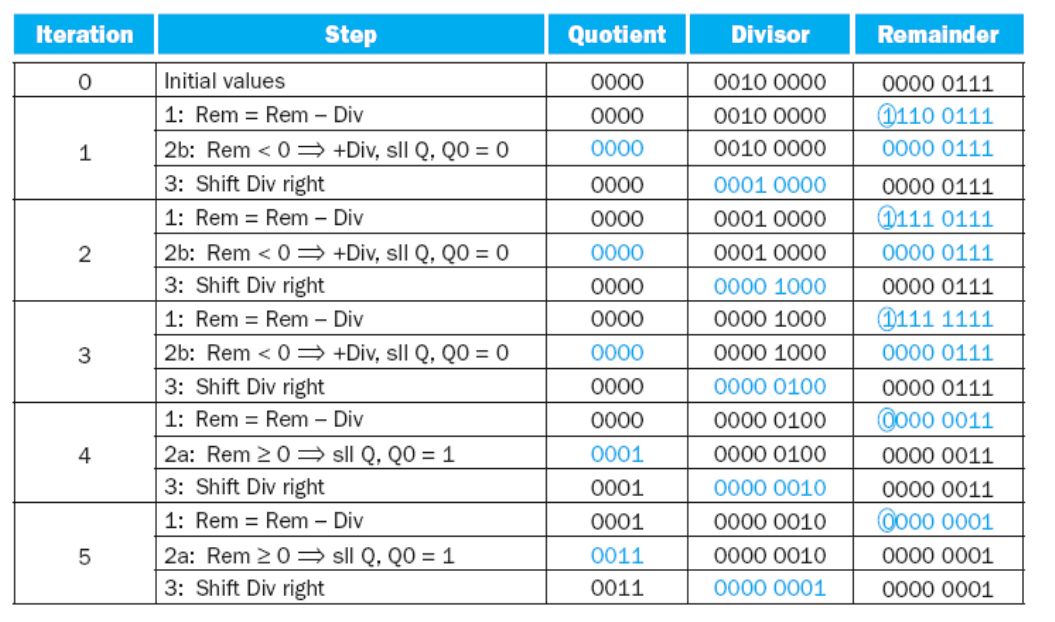 Iteration Step Quotient Divisor Remainder
0 Initial values 0000 0010 0000 0000 0111
1: Rem = Rem – Div 0000 0010 0000 1110 0111
1 2b: Rem < 0 ⟹ +Div, sll Q, Q0 = 0 0000 0010 0000 0000 0111
3: Shift Div right 0000 0001 0000 0000 0111
1: Rem = Rem – Div 0000 0001 0000 1111 0111
2 2b: Rem < 0 ⟹ +Div, sll Q, Q0 = 0 0000 0001 0000 0000 0111
3: Shift Div right 0000 0000 1000 0000 0111
1: Rem = Rem – Div 0000 0000 1000 1111 1111
3 2b: Rem < 0 ⟹ +Div, sll Q, Q0 = 0 0000 0000 1000 0000 0111
3: Shift Div right 0000 0000 0100 0000 0111
1: Rem = Rem – Div 0000 0000 0100 0000 0011
4 2a: Rem ≥ 0 ⟹ sll Q, Q0 = 1 0001 0000 0100 0000 0011
3: Shift Div right 0001 0000 0010 0000 0011
1: Rem = Rem – Div 0001 0000 0010 0000 0001
5 2a: Rem ≥ 0 ⟹ sll Q, Q0 = 1 0011 0000 0010 0000 0001
3: Shift Div right 0011 0000 0001 0000 0001